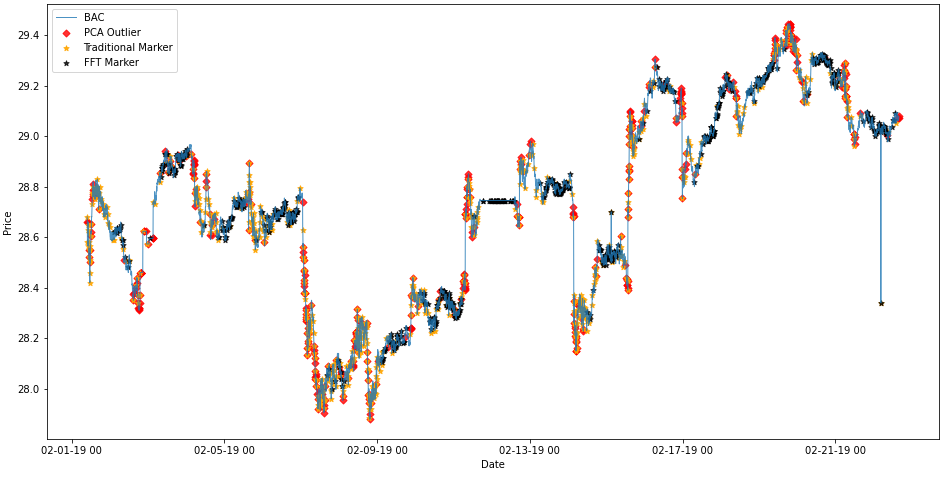 BAC
PCA Outlier
Traditional Marker
FFT Marker
29.4
29.2
29.0
28.8
28.6
28.4
28.2
28.0
Price
02-01-19 00
02-05-19 00
02-09-19 00
02-13-19 00
02-17-19 00
02-21-19 00
Date